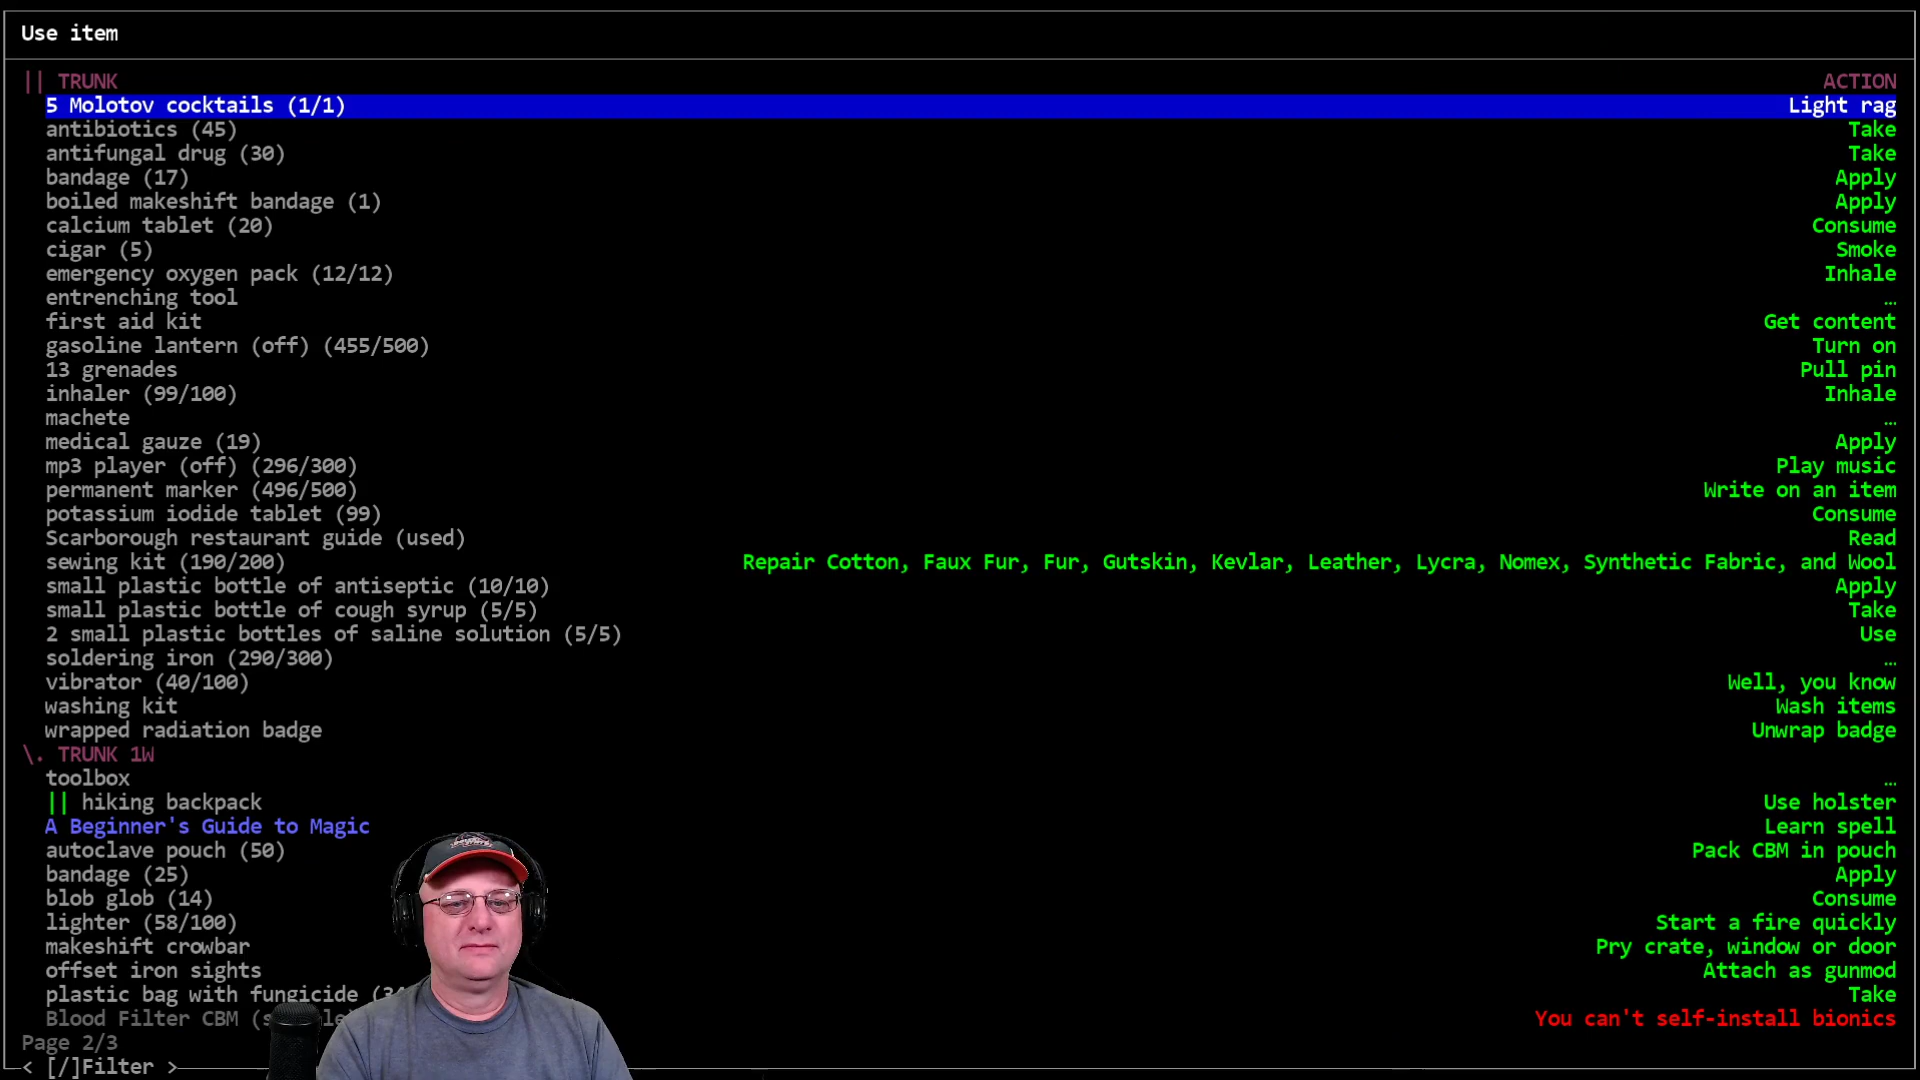 Use item
|| TRUNK ACTION
5 Molotov cocktails (1/1) Light rag
antibiotics (45) Take
antifungal drug (30) Take
bandage (17) Apply
boiled makeshift bandage (1) Apply
calcium tablet (20) Consume
cigar (5) Smoke
emergency oxygen pack (12/12) Inhale
entrenching tool …
first aid kit Get content
gasoline lantern (off) (455/500) Turn on
13 grenades Pull pin
inhaler (99/100) Inhale
machete …
medical gauze (19) Apply
mp3 player (off) (296/300) Play music
permanent marker (496/500) Write on an item
potassium iodide tablet (99) Consume
Scarborough restaurant guide (used) Read
sewing kit (190/200) Repair Cotton, Faux Fur, Fur, Gutskin, Kevlar, Leather, Lycra, Nomex, Synthetic Fabric, and Wool
small plastic bottle of antiseptic (10/10) Apply
small plastic bottle of cough syrup (5/5) Take
2 small plastic bottles of saline solution (5/5) Use
soldering iron (290/300) …
vibrator (40/100) Well, you know
washing kit Wash items
wrapped radiation badge Unwrap badge
\. TRUNK 1W
toolbox …
|| hiking backpack Use holster
A Beginner's Guide to Magic Learn spell
autoclave pouch (50) Pack CBM in pouch
bandage (25) Apply
blob glob (14) Consume
lighter (58/100) Start a fire quickly
makeshift crowbar Pry crate, window or door
offset iron sights Attach as gunmod
plastic bag with fungicide Take
Blood Filter CBM You can't self-install bionics
Page 2/3
< [/]Filter >